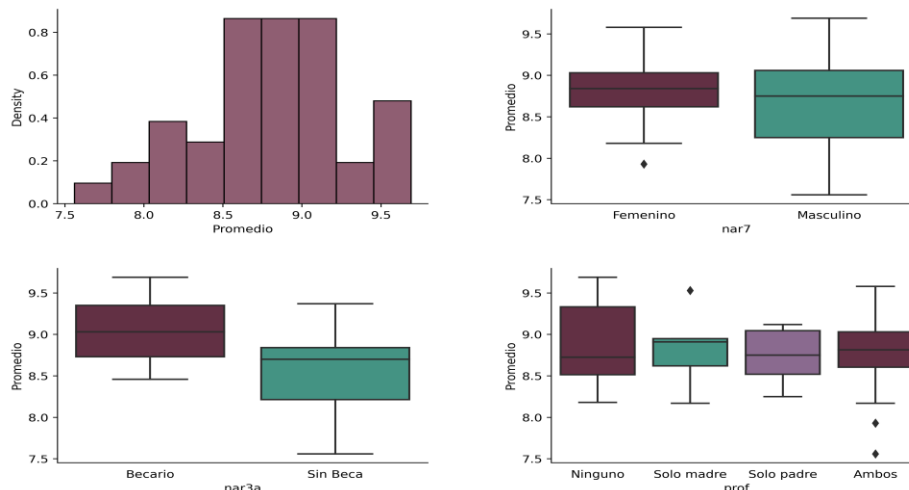 0.8
0.6
0.4
0.2
0.0
Density
7.5 8.0 8.5 9.0 9.5
Promedio
9.5
9.0
8.5
8.0
7.5
Promedio
Femenino Masculino
nar7
9.5
9.0
8.5
8.0
7.5
Promedio
Becario Sin Beca
nar3a
9.5
9.0
8.5
8.0
7.5
Promedio
Ninguno Solo madre Solo padre Ambos
prof